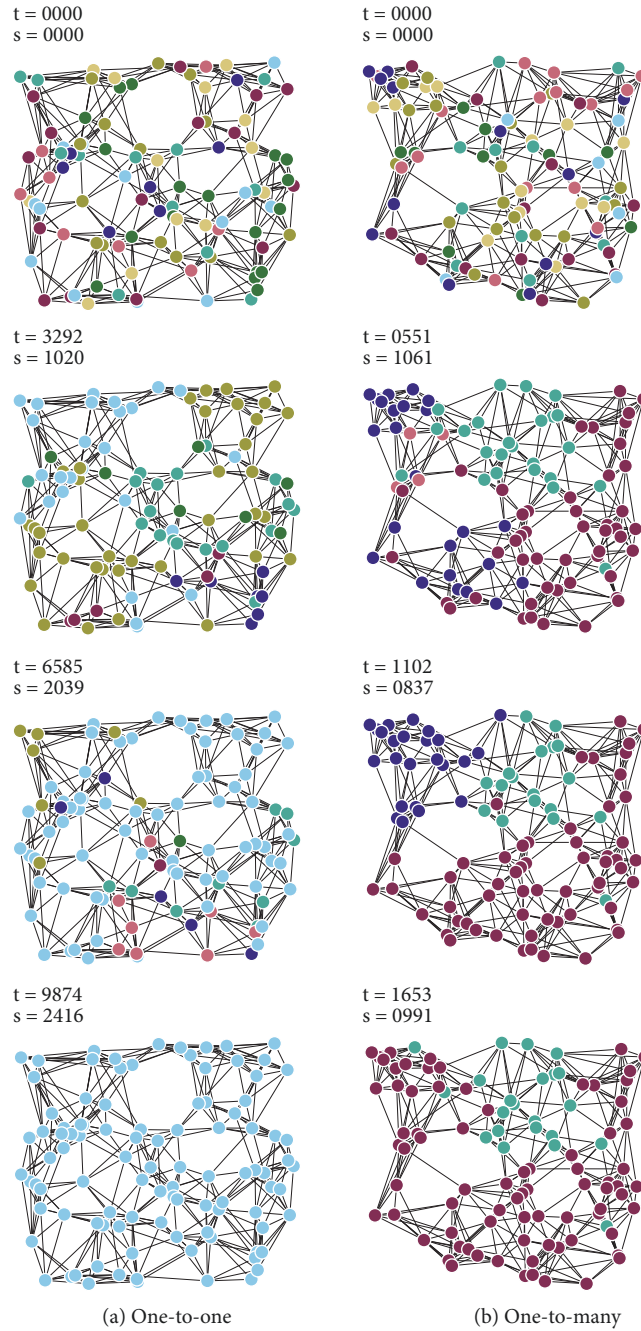 t = 0000
s = 0000
t = 0000
s = 0000
t = 3292
s = 1020
t = 0551
s = 1061
t = 6585
s = 2039
t = 1102
s = 0837
t = 9874
s = 2416
t = 1653
s = 0991
(a) One-to-one
(b) One-to-many